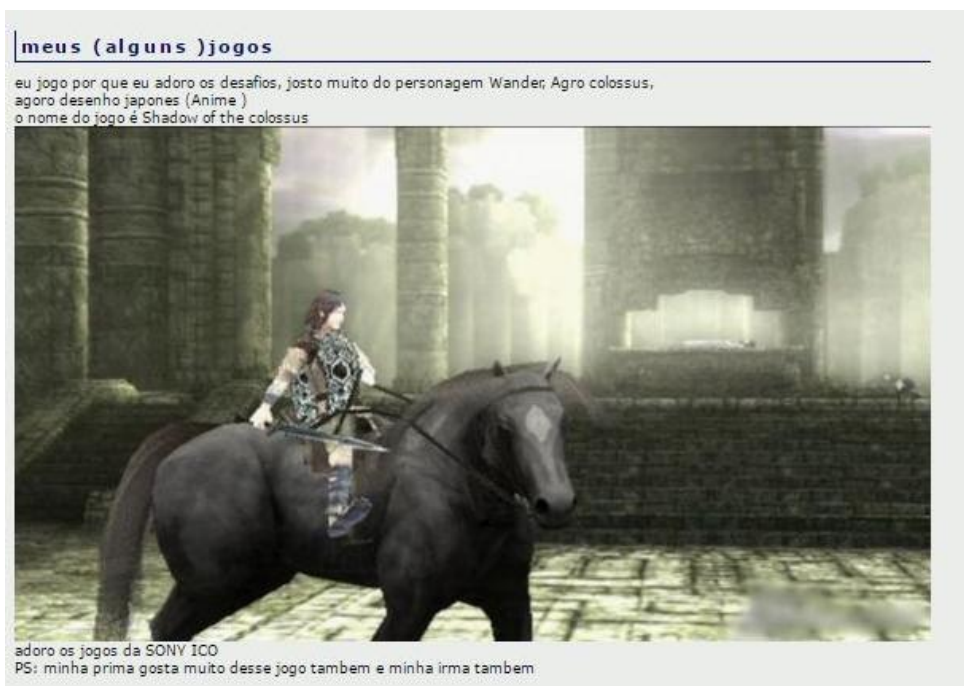 meus (alguns )jogos
eu jogo por que eu adoro os desafios, josto muito do personagem Wander, Agro colossus,
agoro desenho japones (Anime )
o nome do jogo é Shadow of the colossus
adoro os jogos da SONY ICO
PS: minha prima gosta muito desse jogo tambem e minha irma tambem